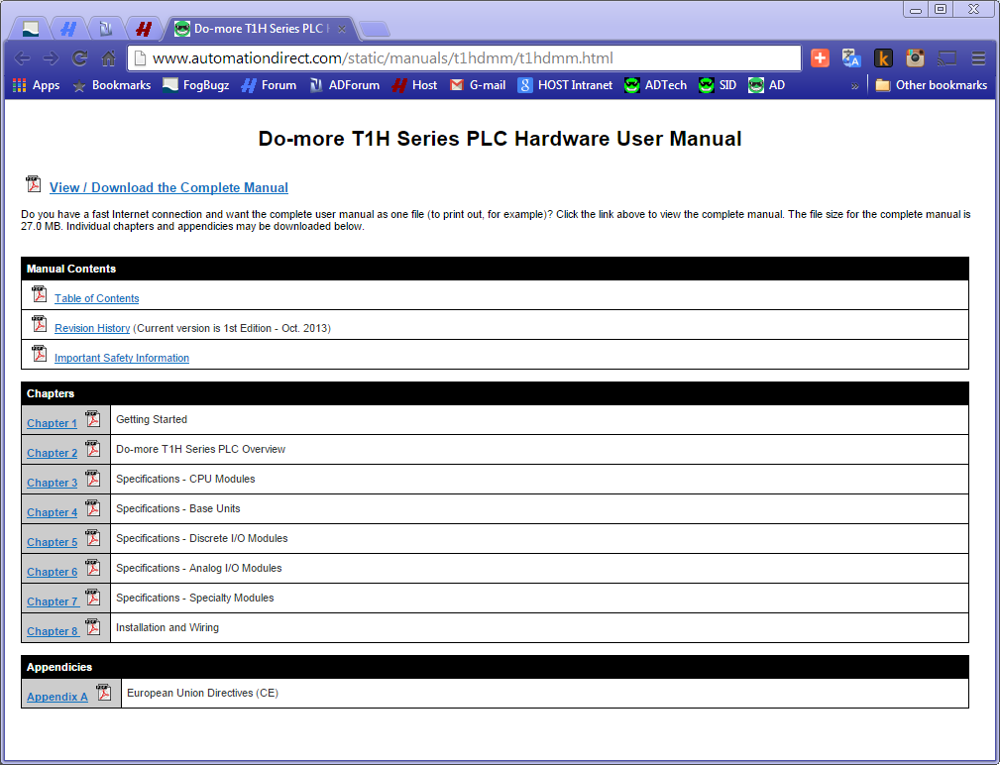 Do-more T1H Series PLC
www.automationdirect.com/static/manuals/t1hdmm/t1hdmm.html
Apps Bookmarks FogBugz Forum ADForum Host G-mail HOST Intranet ADTech SID AD » Other bookmarks
Do-more T1H Series PLC Hardware User Manual
View / Download the Complete Manual
Do you have a fast Internet connection and want the complete user manual as one file (to print out, for example)? Click the link above to view the complete manual. The file size for the complete manual is
27.0 MB. Individual chapters and appendicies may be downloaded below.
Manual Contents
Table of Contents
Revision History (Current version is 1st Edition - Oct. 2013)
Important Safety Information
Chapters
Chapter 1 Getting Started
Chapter 2 Do-more T1H Series PLC Overview
Chapter 3 Specifications - CPU Modules
Chapter 4 Specifications - Base Units
Chapter 5 Specifications - Discrete I/O Modules
Chapter 6 Specifications - Analog I/O Modules
Chapter 7 Specifications - Specialty Modules
Chapter 8 Installation and Wiring
Appendicies
Appendix A European Union Directives (CE)